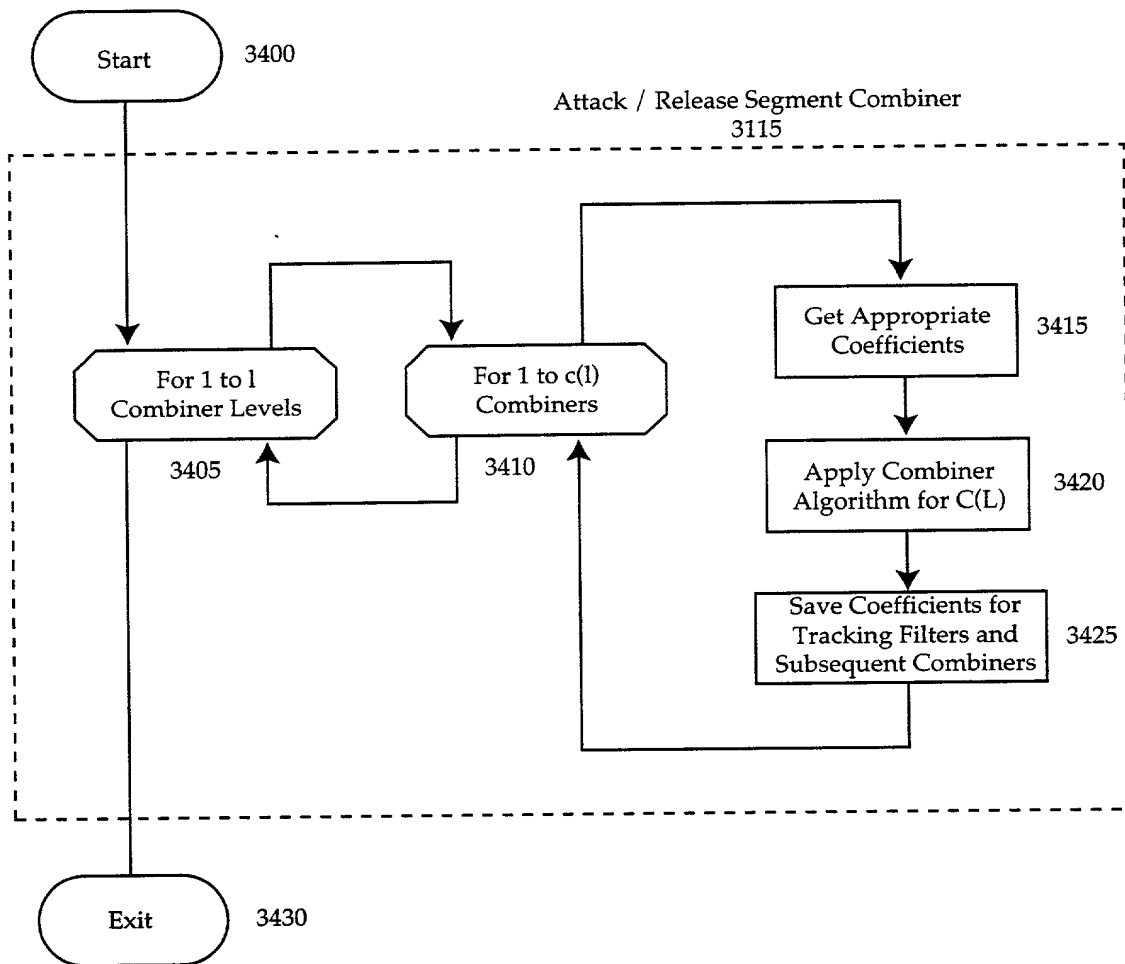 Start
3400
Attack / Release Segment Combiner
3115
For 1 to l
Combiner Levels
3405
For 1 to c(l)
Combiners
3410
Get Appropriate
Coefficients
3415
Apply Combiner
Algorithm for C(L)
3420
Save Coefficients for
Tracking Filters and
Subsequent Combiners
3425
Exit
3430